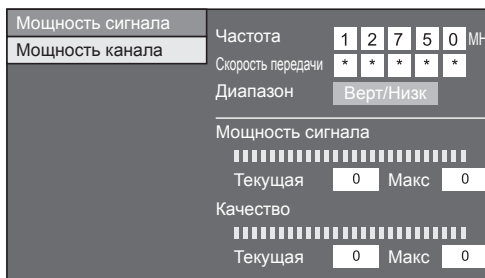 Мощность сигнала
Мощность канала
Частота 1 2 7 5 0 MH
Скорость передачи * * * * *
Диапазон Верт/Низк
Мощность сигнала
Текущая 0 Макс 0
Качество
Текущая 0 Макс 0